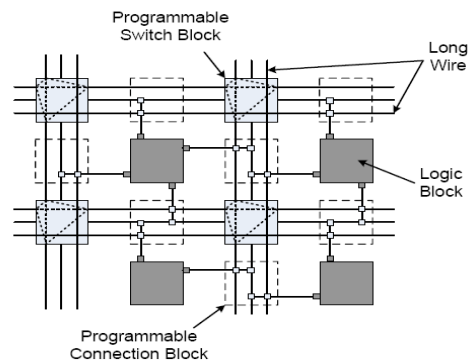 Programmable
Switch Block
Long
Wire
Logic
Block
Programmable
Connection Block